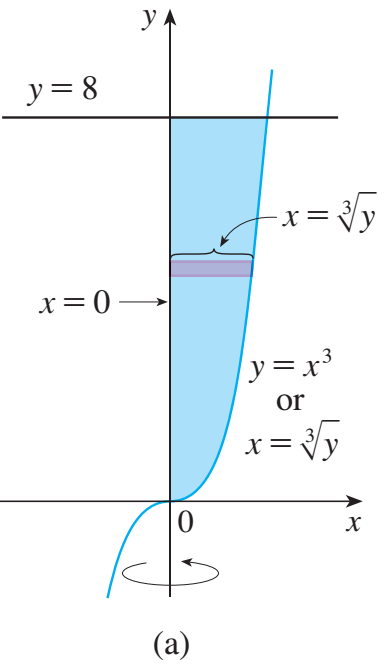 y
y = 8
x = ∛y
x = 0
y = x³
or
x = ∛y
0
x
(a)